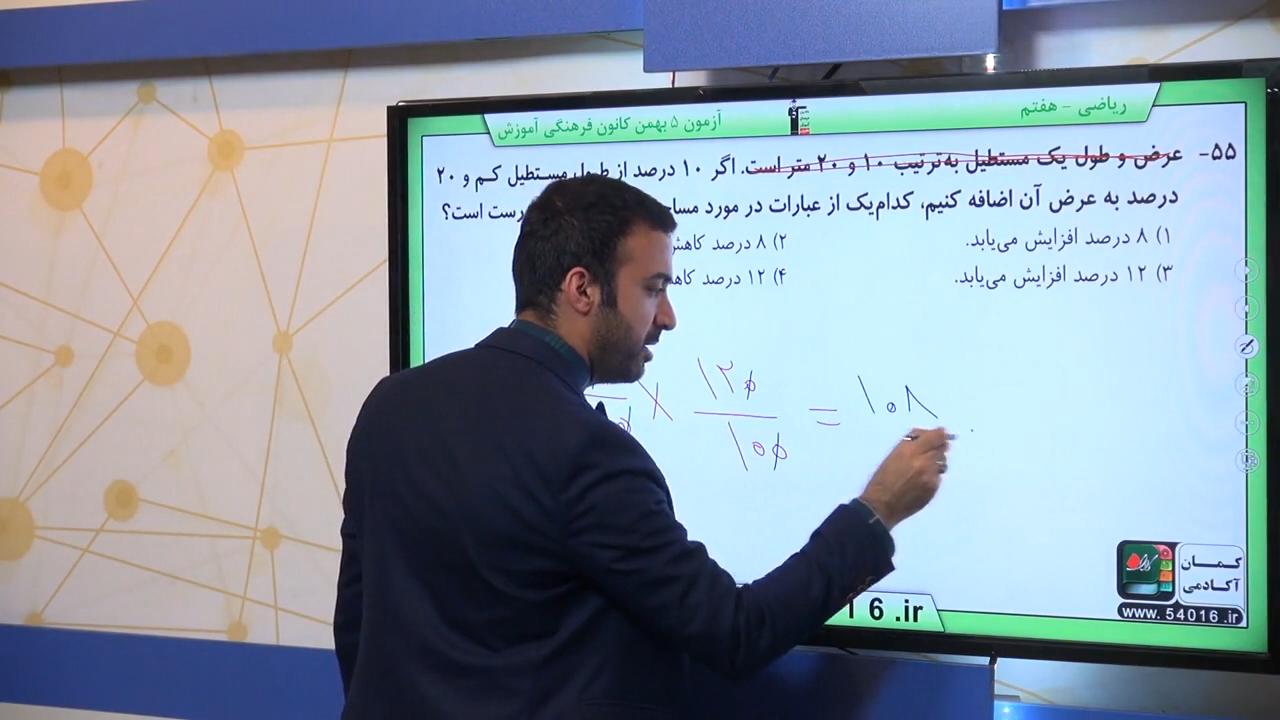 ریاضی - هفتم
آزمون ۵ بهمن کانون فرهنگی آموزش
۵۵- عرض و طول یک مستطیل به‌ترتیب ۱۰ و ۲۰ متر است. اگر ۱۰ درصد از طول مستطیل کم و ۲۰
درصد به عرض آن اضافه کنیم، کدام‌یک از عبارات در مورد رست است؟
۱) ۸ درصد افزایش می‌یابد.
۲) ۸ درصد کاهش
۳) ۱۲ درصد افزایش می‌یابد.
۴) ۱۲ درصد
× ۱۲۰ / ۱۰۰ = ۱۰۸
کمان
آکادمی
www.54016.ir
16.ir